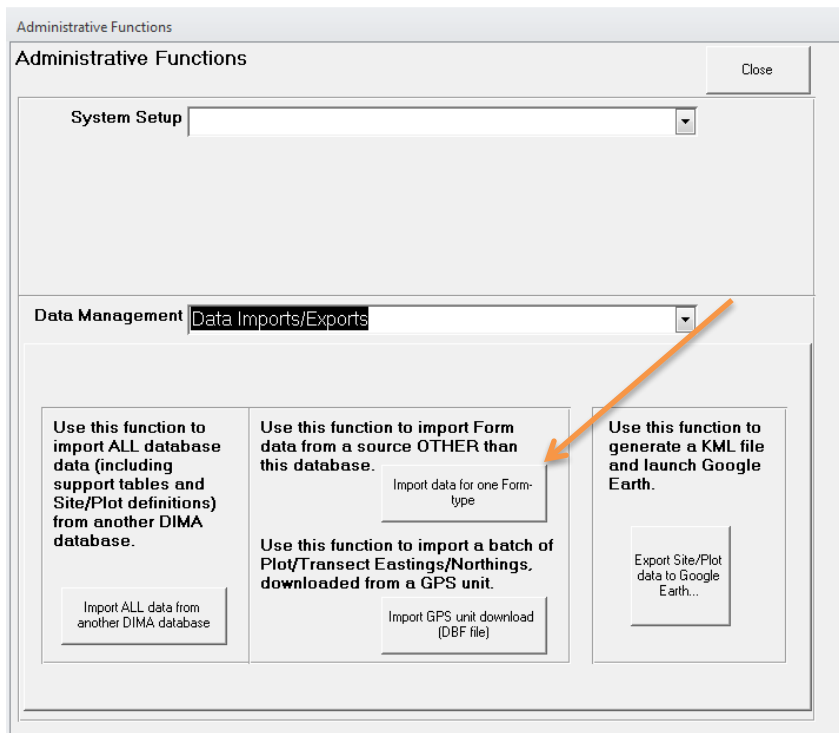 Administrative Functions
Administrative Functions
Close
System Setup
Data Management
Data Imports/Exports
Use this function to
import ALL database
data (including
support tables and
Site/Plot definitions)
from another DIMA
database.
Import ALL data from
another DIMA database
Use this function to import Form
data from a source OTHER than
this database.
Import data for one Form-
type
Use this function to import a batch of
Plot/Transect Eastings/Northings,
downloaded from a GPS unit.
Import GPS unit download
(DBF file)
Use this function to
generate a KML file
and launch Google
Earth.
Export Site/Plot
data to Google
Earth...